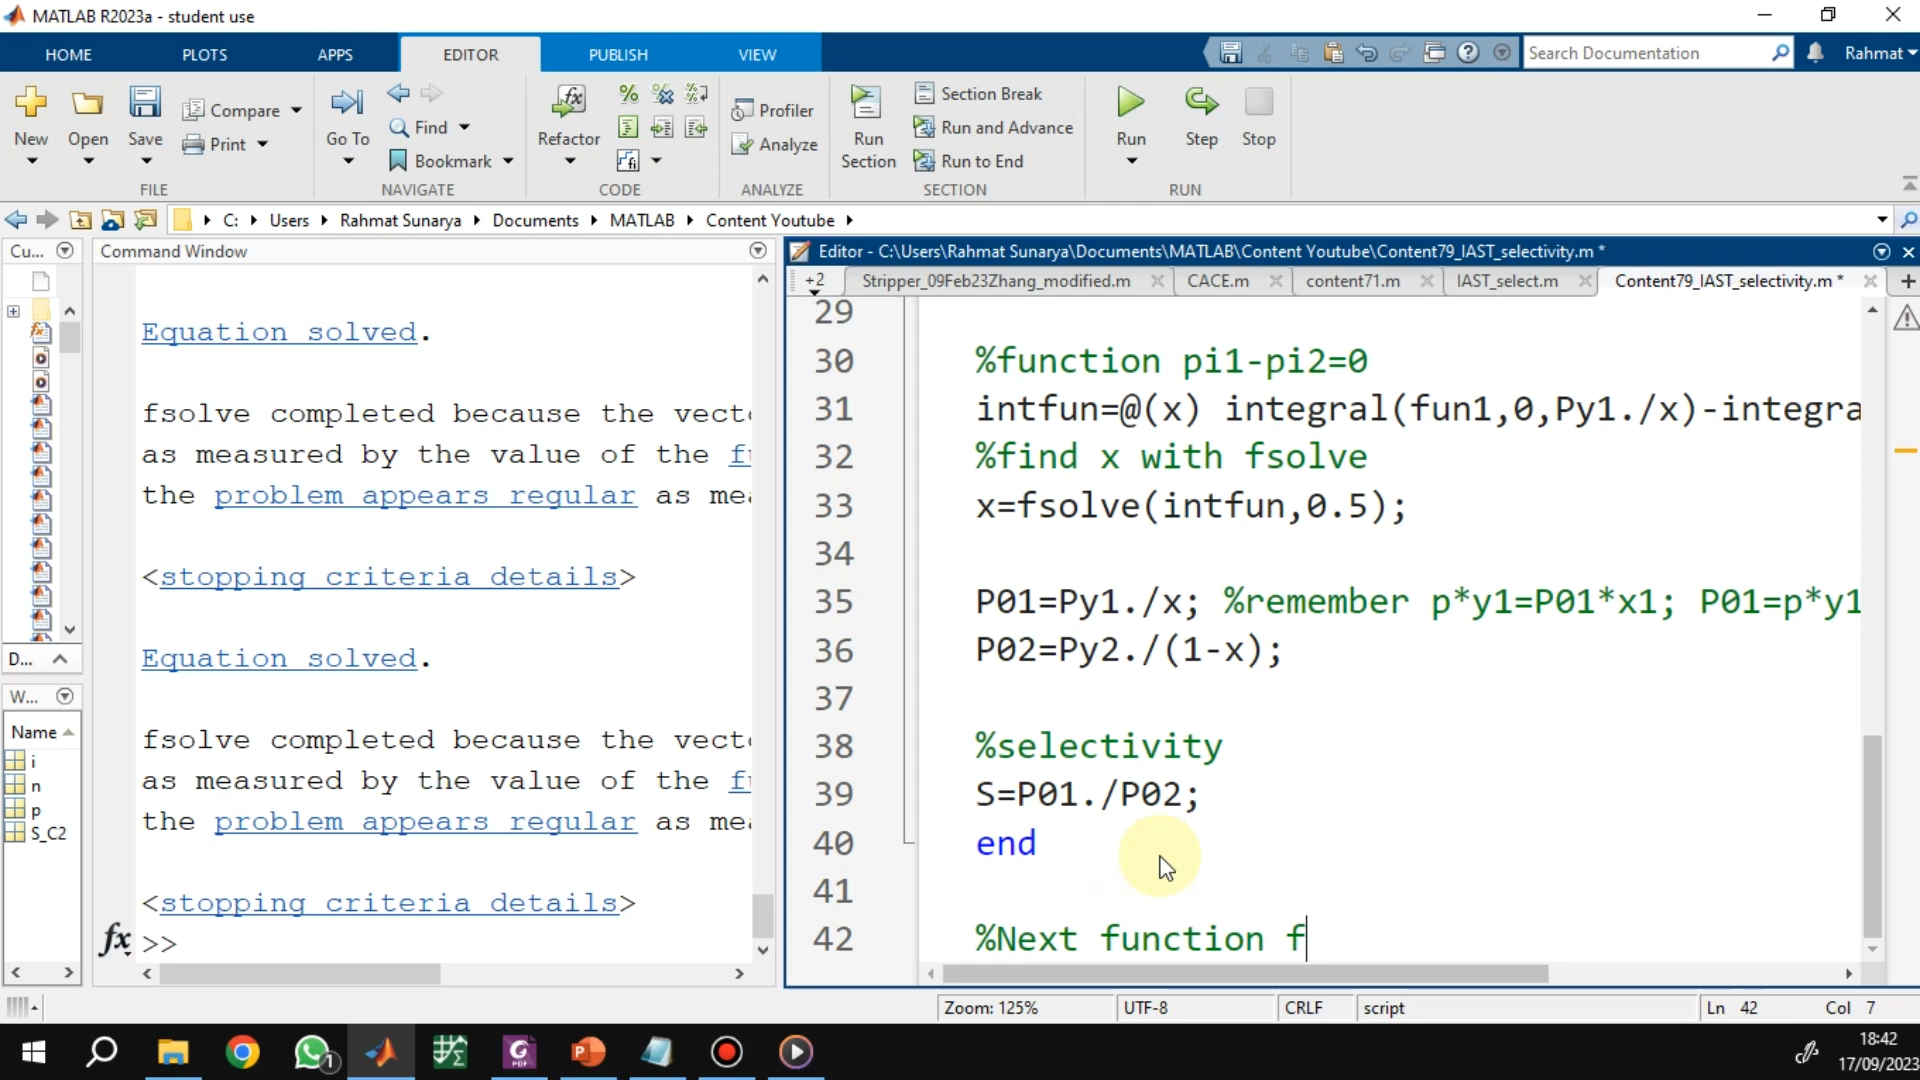 MATLAB R2023a - student use
HOME PLOTS APPS EDITOR PUBLISH VIEW
Search Documentation
Rahmat
New
Open
Save
Compare
Print
FILE
Go To
Find
Bookmark
NAVIGATE
Refactor
CODE
Profiler
Analyze
ANALYZE
Run Section
Section Break
Run and Advance
Run to End
SECTION
Run
Step
Stop
RUN
C: Users Rahmat Sunarya Documents MATLAB Content Youtube
Cu...
D...
W...
Name
i
n
p
S_C2
Command Window
Equation solved.
fsolve completed because the vect
as measured by the value of the f
the problem appears regular as mea
<stopping criteria details>
Equation solved.
fsolve completed because the vect
as measured by the value of the f
the problem appears regular as mea
<stopping criteria details>
fx >>
Editor - C:\Users\Rahmat Sunarya\Documents\MATLAB\Content Youtube\Content79_IAST_selectivity.m *
+2 Stripper_09Feb23Zhang_modified.m CACE.m content71.m IAST_select.m Content79_IAST_selectivity.m *
29
30 %function pi1-pi2=0
31 intfun=@(x) integral(fun1,0,Py1./x)-integra
32 %find x with fsolve
33 x=fsolve(intfun,0.5);
34
35 P01=Py1./x; %remember p*y1=P01*x1; P01=p*y1
36 P02=Py2./(1-x);
37
38 %selectivity
39 S=P01./P02;
40 end
41
42 %Next function f
Zoom: 125% UTF-8 CRLF script Ln 42 Col 7
18:42
17/09/2023